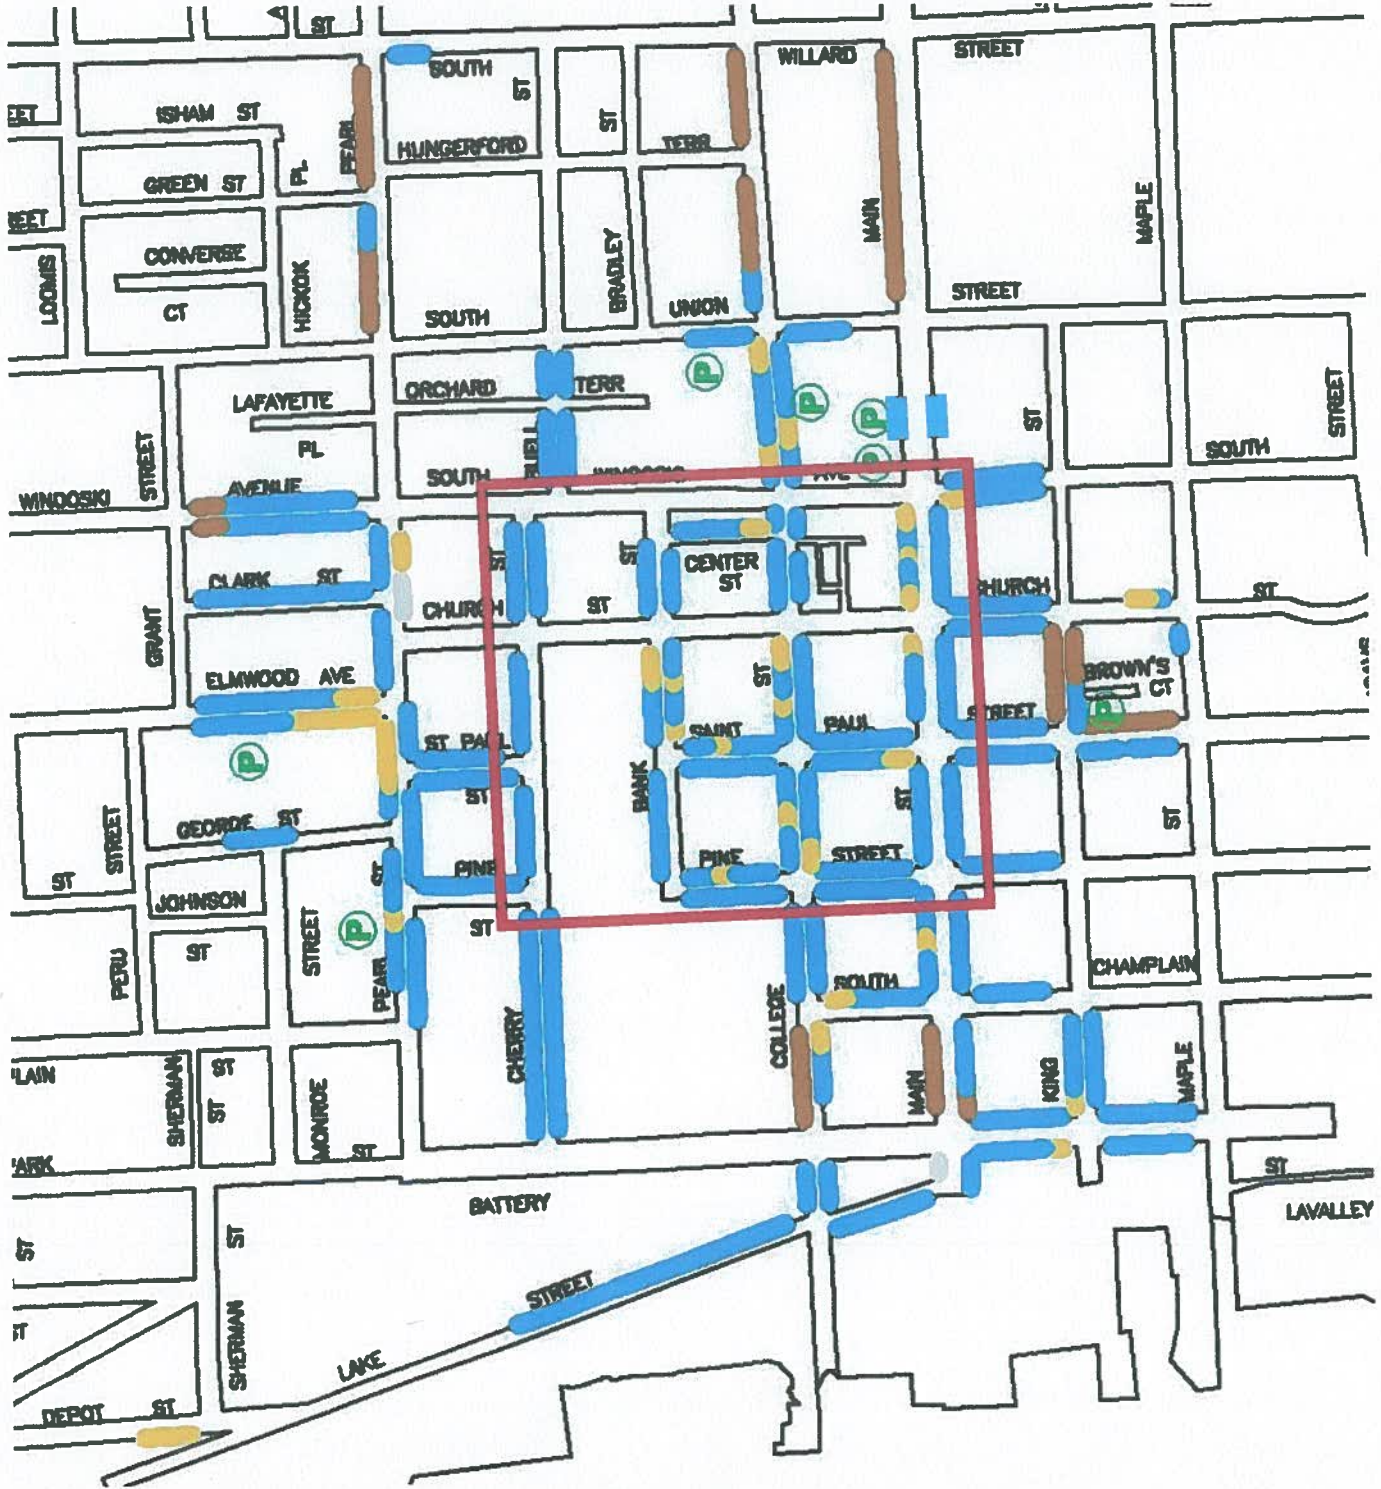 ST
WILLARD
STREET
SOUTH
ST
ISHAM ST
ST
PEARL
HUNGERFORD
TERR
PL
GREEN ST
MAPLE
MAIN
CONVERSE
BRADLEY
LOOMIS
HICKOK
CT
UNION
STREET
SOUTH
P
ORCHARD
TERR
STREET
LAFAYETTE
P
P
ST
STREET
PL
BUELL
SOUTH
SOUTH
P
AVE
AVENUE
WINOOSKI
ST
ST
CENTER
ST
CLARK ST
CHURCH
ST
CHURCH
ST
GRANT
ELMWOOD AVE
ST
BROWN'S
CT
P
STREET
SAINT
PAUL
ST PAUL
P
BANK
ST
ST
ST
STREET
GEORGE ST
PINE
STREET
PINE
ST
ST
JOHNSON
P
ST
STREET
ST
PERU
PEARL
CHAMPLAIN
SOUTH
COLLEGE
CHERRY
SHERMAN
ST
ST
MONROE
ST
MAIN
KING
MAPLE
ST
BATTERY
LAVALLEY
ST
ST
STREET
SHERMAN
LAKE
DEPOT ST